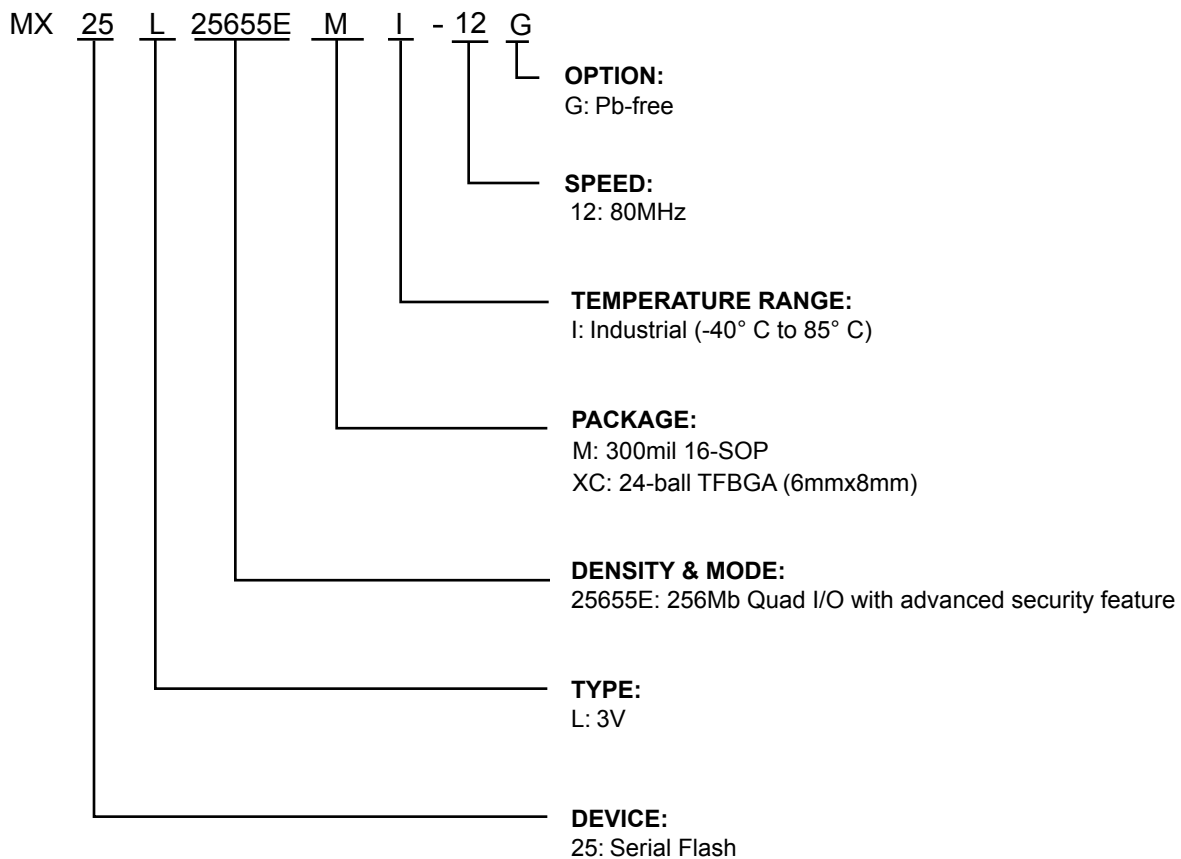 MX 25 L 25655E M I - 12 G
OPTION:
G: Pb-free
SPEED:
12: 80MHz
TEMPERATURE RANGE:
I: Industrial (-40° C to 85° C)
PACKAGE:
M: 300mil 16-SOP
XC: 24-ball TFBGA (6mmx8mm)
DENSITY & MODE:
25655E: 256Mb Quad I/O with advanced security feature
TYPE:
L: 3V
DEVICE:
25: Serial Flash